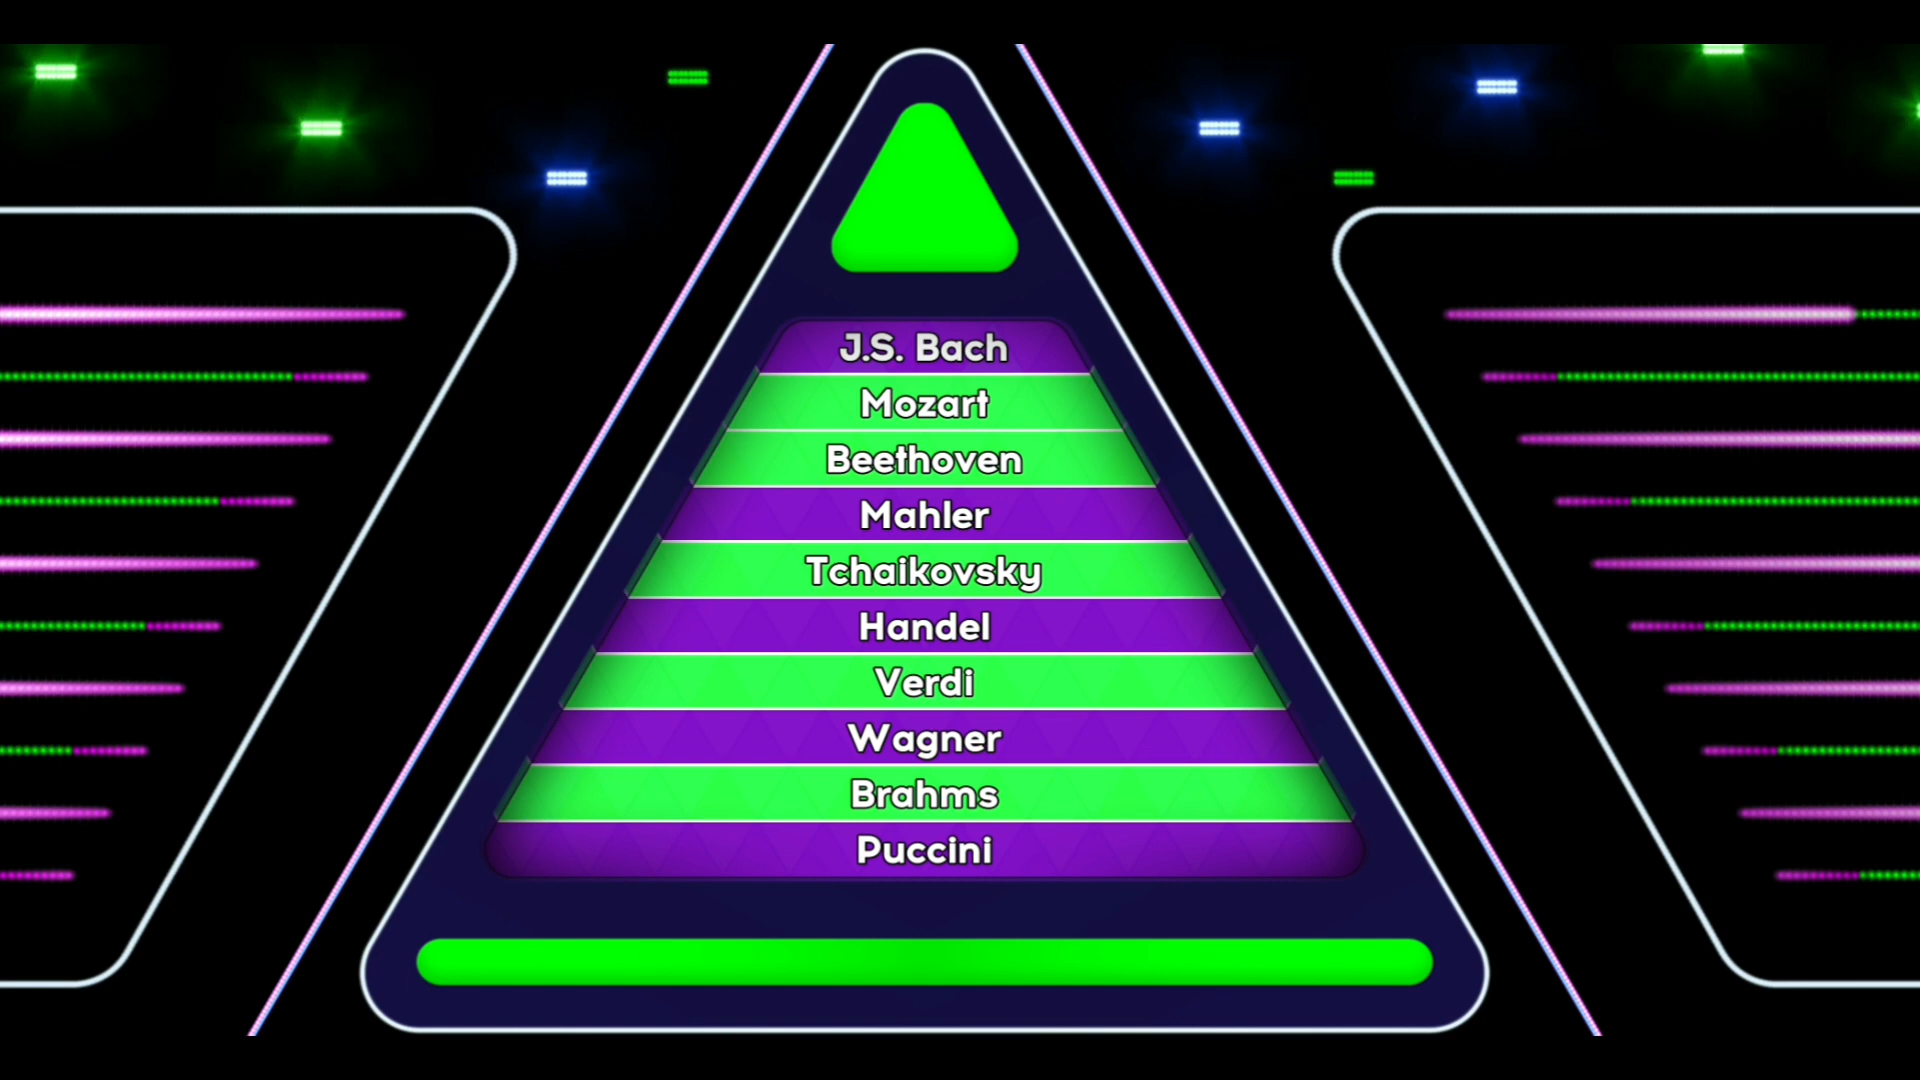 J.S. Bach
Mozart
Beethoven
Mahler
Tchaikovsky
Handel
Verdi
Wagner
Brahms
Puccini